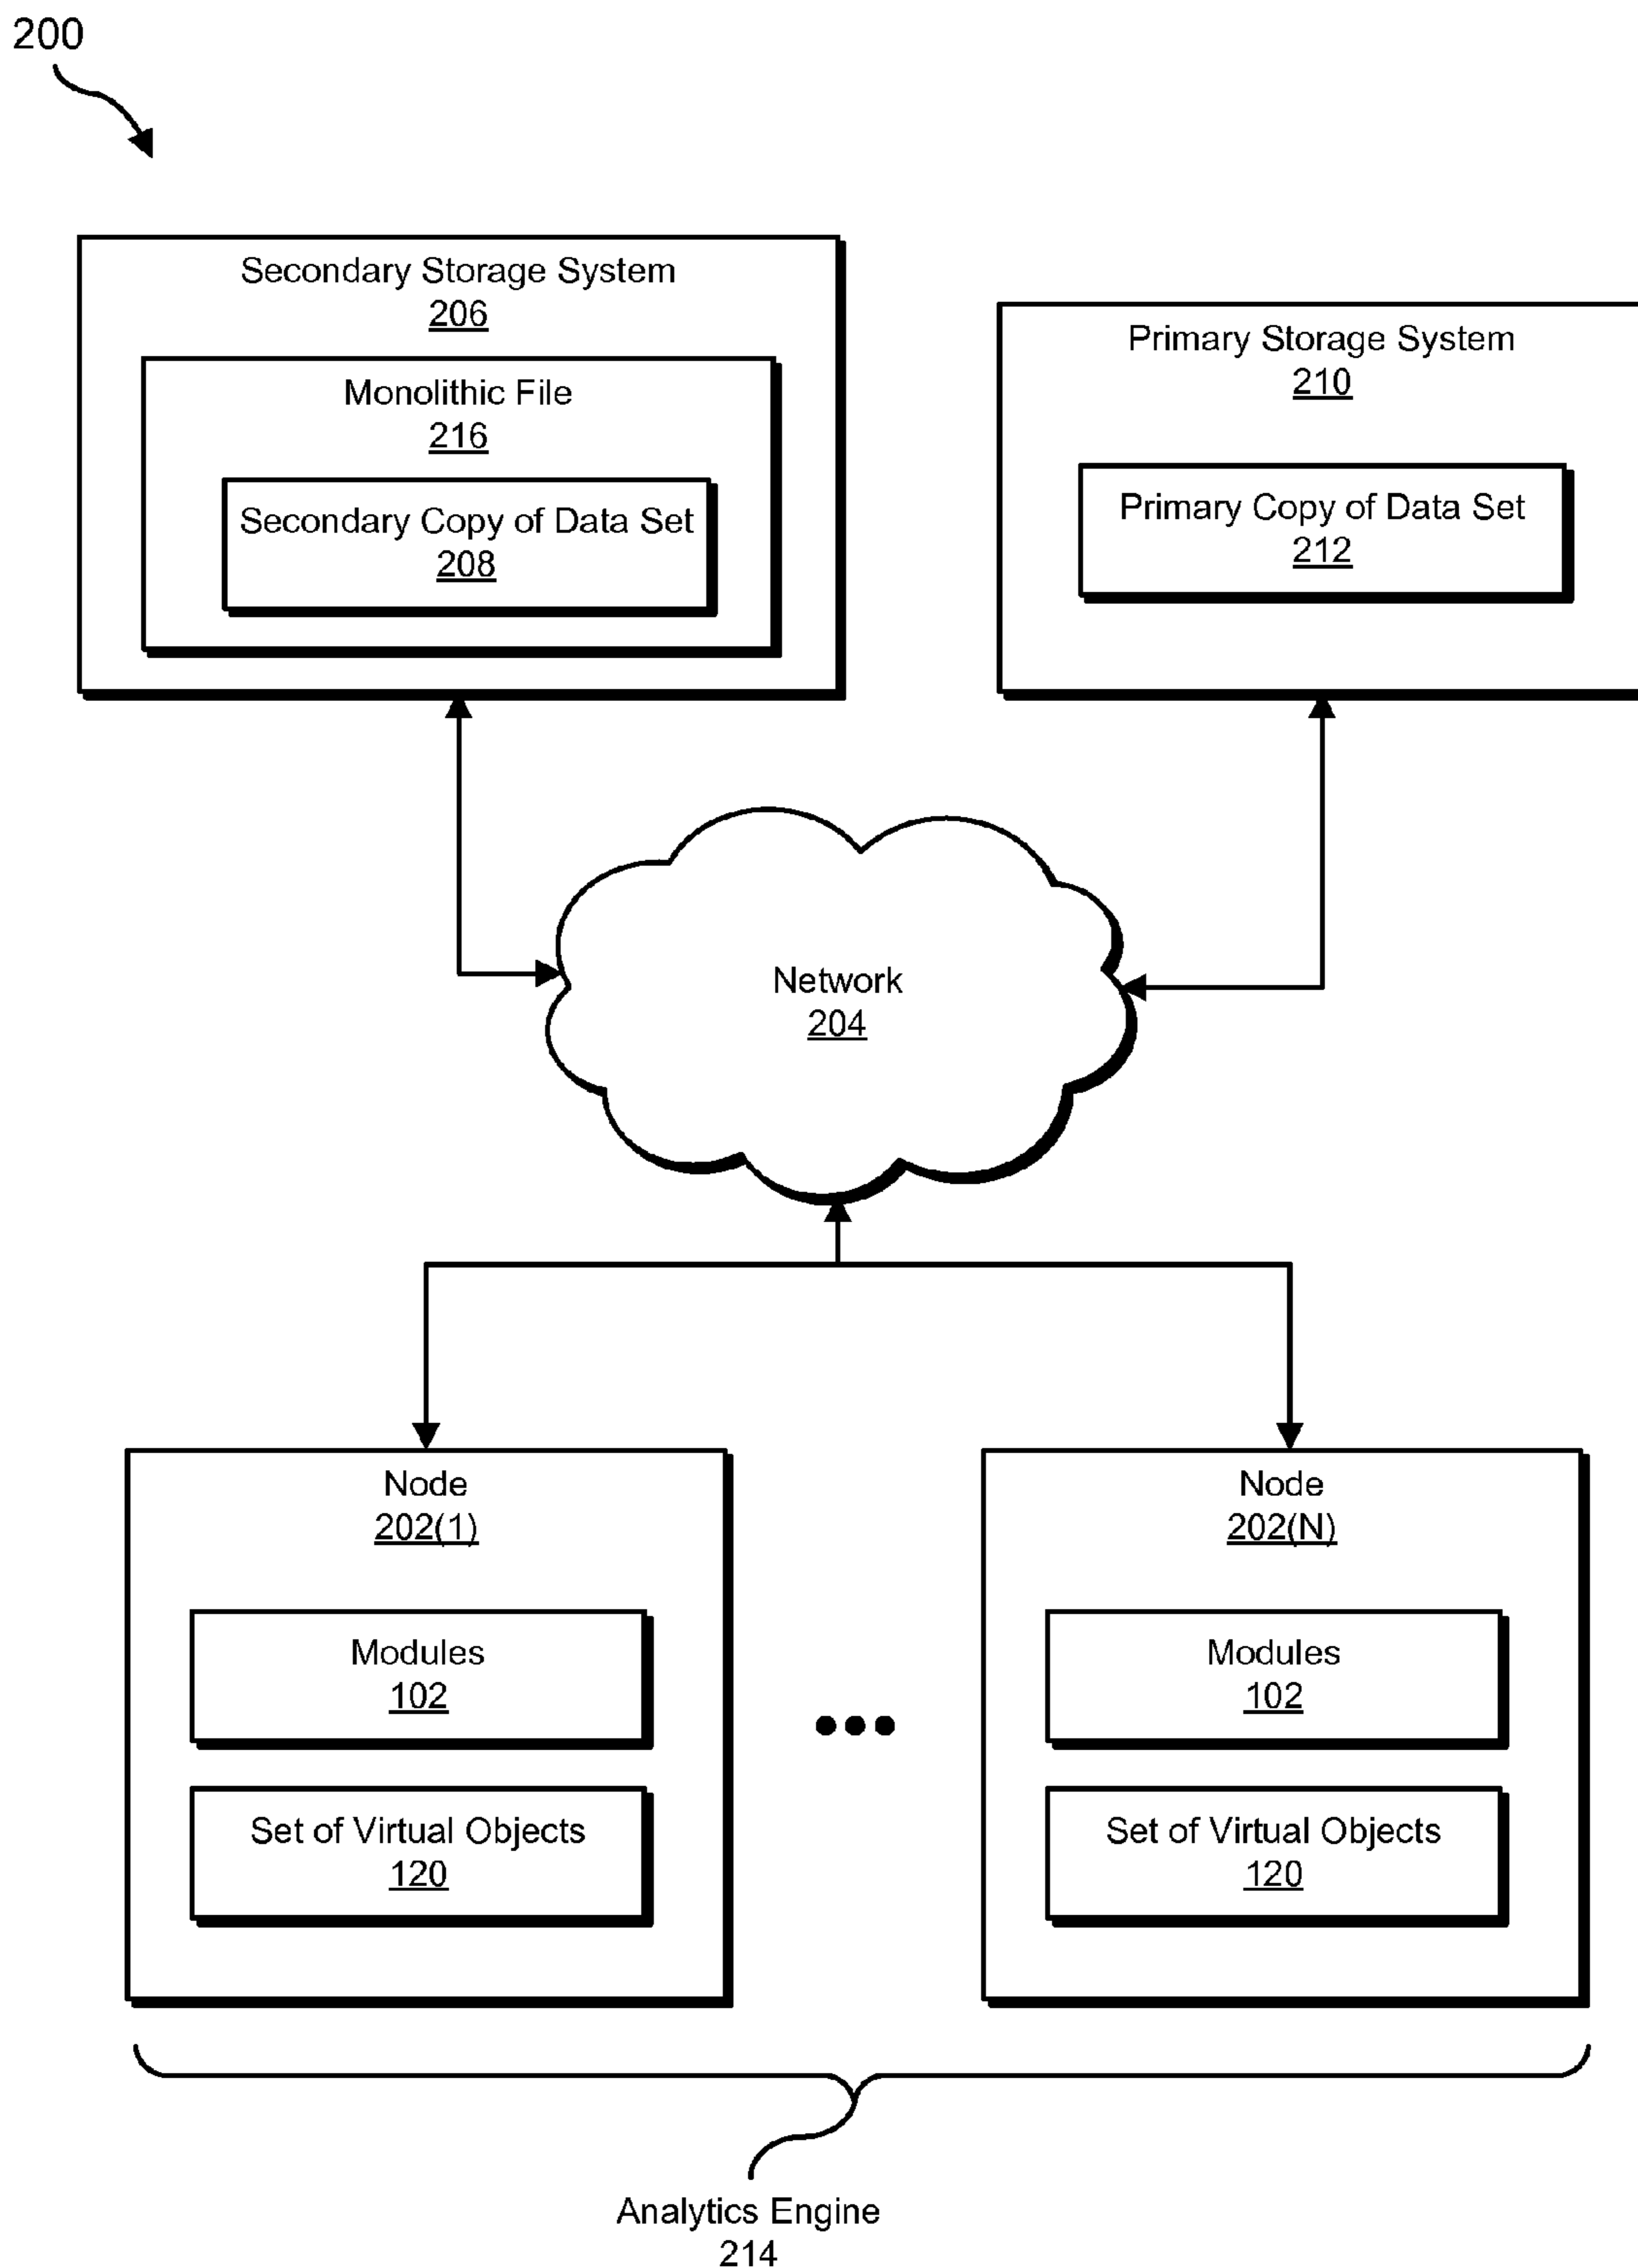 200
Secondary Storage System
206
Monolithic File
216
Secondary Copy of Data Set
208
Primary Storage System
210
Primary Copy of Data Set
212
Network
204
Node
202(1)
Modules
102
Set of Virtual Objects
120
Node
202(N)
Modules
102
Set of Virtual Objects
120
Analytics Engine
214